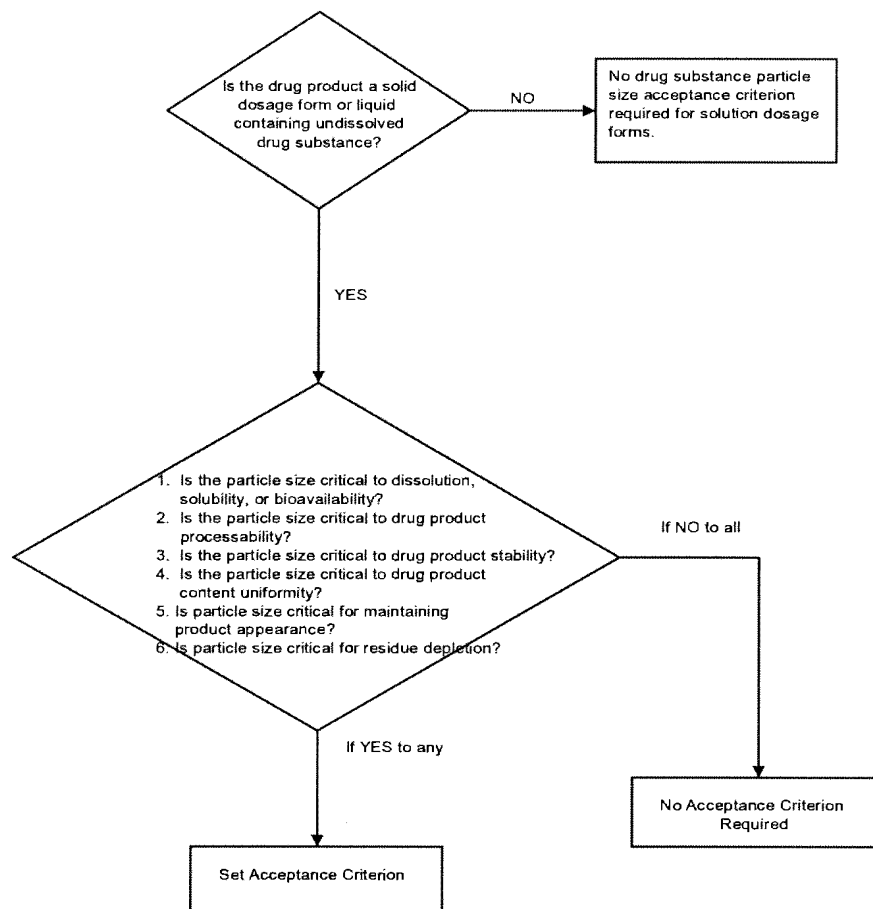 Is the drug product a solid
dosage form or liquid
containing undissolved
drug substance?
NO
No drug substance particle
size acceptance criterion
required for solution dosage
forms.
YES
1. Is the particle size critical to dissolution,
solubility, or bioavailability?
2. Is the particle size critical to drug product
processability?
3. Is the particle size critical to drug product stability?
4. Is the particle size critical to drug product
content uniformity?
5. Is particle size critical for maintaining
product appearance?
6. Is particle size critical for residue depletion?
If NO to all
If YES to any
No Acceptance Criterion
Required
Set Acceptance Criterion